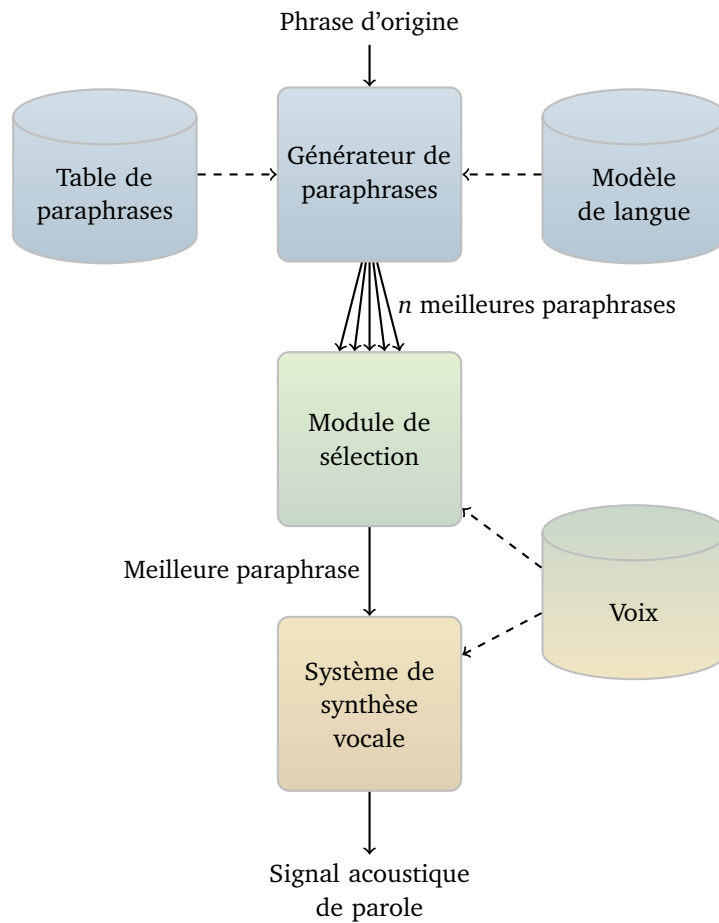 Phrase d’origine
Table de
paraphrases
Générateur de
paraphrases
Modèle
de langue
n meilleures paraphrases
Module de
sélection
Meilleure paraphrase
Voix
Système de
synthèse
vocale
Signal acoustique
de parole